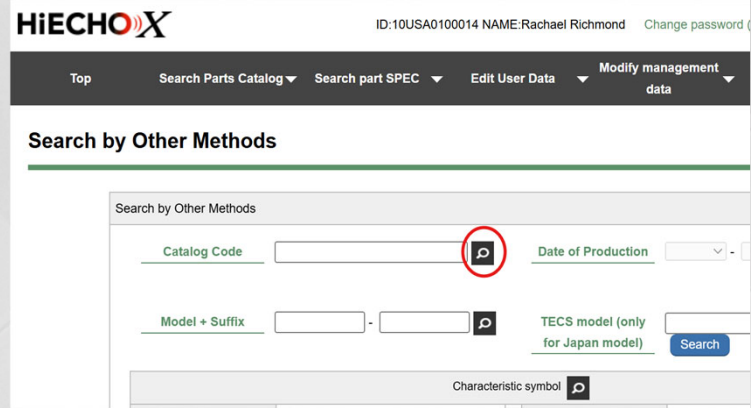 HiECHO X
ID:10USA0100014 NAME:Rachael Richmond Change password (
Top Search Parts Catalog Search part SPEC Edit User Data Modify management data
Search by Other Methods
Search by Other Methods
Catalog Code Date of Production -
Model + Suffix - TECS model (only for Japan model) Search
Characteristic symbol